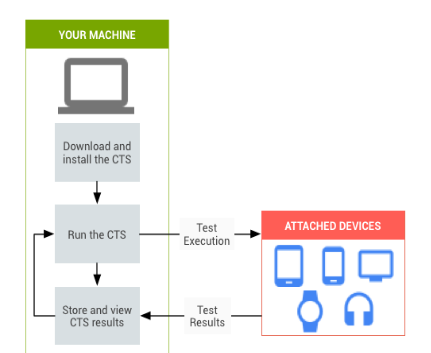 YOUR MACHINE
Download and
install the CTS
Run the CTS
Test
Execution
ATTACHED DEVICES
Store and view
CTS results
Test
Results